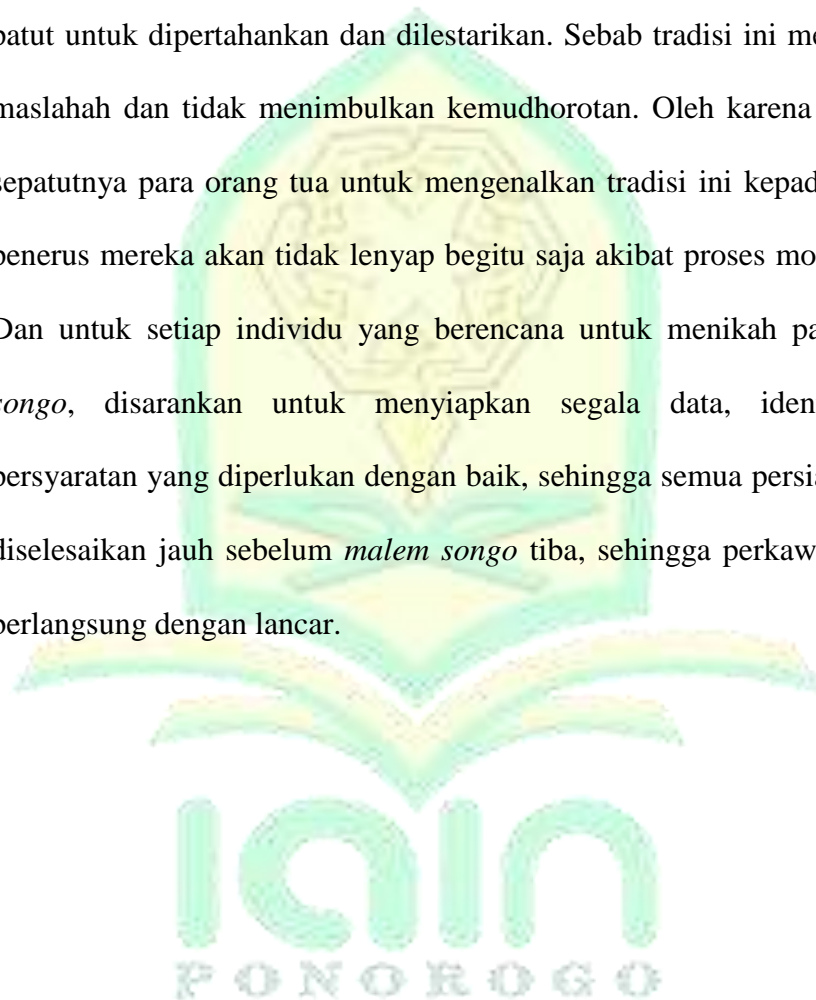 patut untuk dipertahankan dan dilestarikan. Sebab tradisi ini me
maslahah dan tidak menimbulkan kemudhorotan. Oleh karena
sepatutnya para orang tua untuk mengenalkan tradisi ini kepad
penerus mereka akan tidak lenyap begitu saja akibat proses mo
Dan untuk setiap individu yang berencana untuk menikah pa
songo, disarankan untuk menyiapkan segala data, iden
persyaratan yang diperlukan dengan baik, sehingga semua persia
diselesaikan jauh sebelum malem songo tiba, sehingga perkaw
berlangsung dengan lancar.
iain
PONOROGO